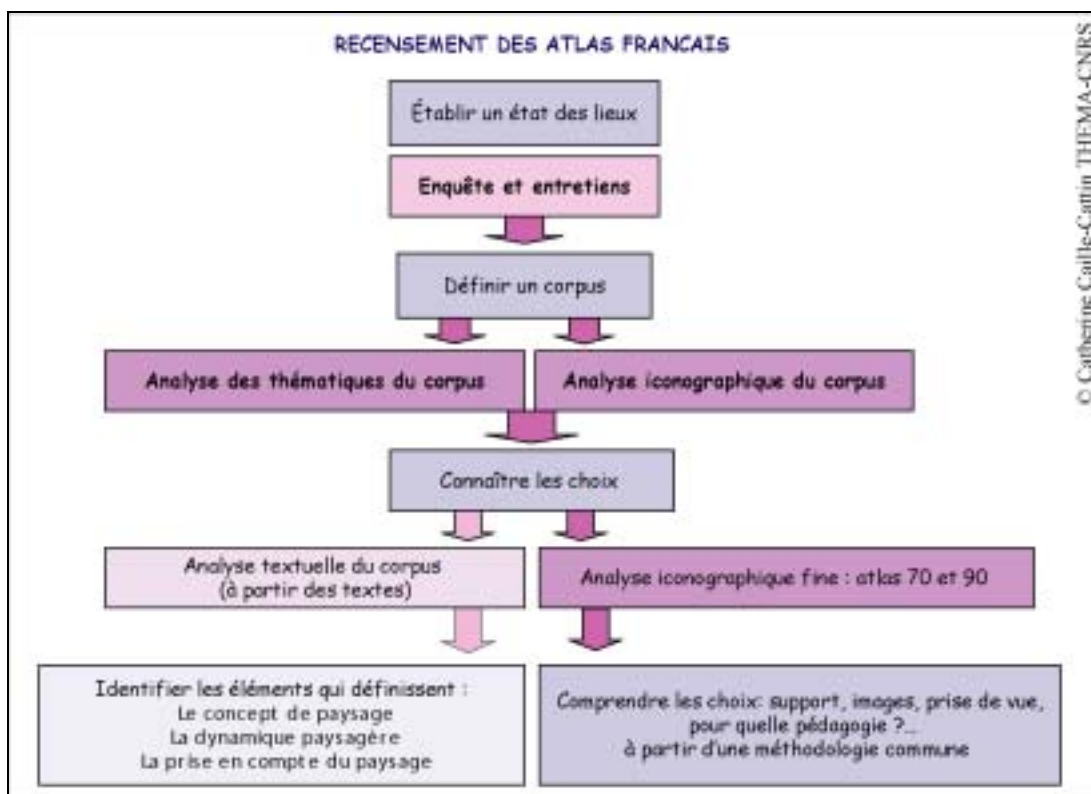 RECENSEMENT DES ATLAS FRANCAIS
Établir un état des lieux
Enquête et entretiens
Définir un corpus
Analyse des thématiques du corpus
Analyse iconographique du corpus
Connaître les choix
Analyse textuelle du corpus
(à partir des textes)
Analyse iconographique fine : atlas 70 et 90
Identifier les éléments qui définissent :
Le concept de paysage
La dynamique paysagère
La prise en compte du paysage
Comprendre les choix: support, images, prise de vue,
pour quelle pédagogie ?...
à partir d'une méthodologie commune
© Catherine Caille-Cattin THEMA-CNRS